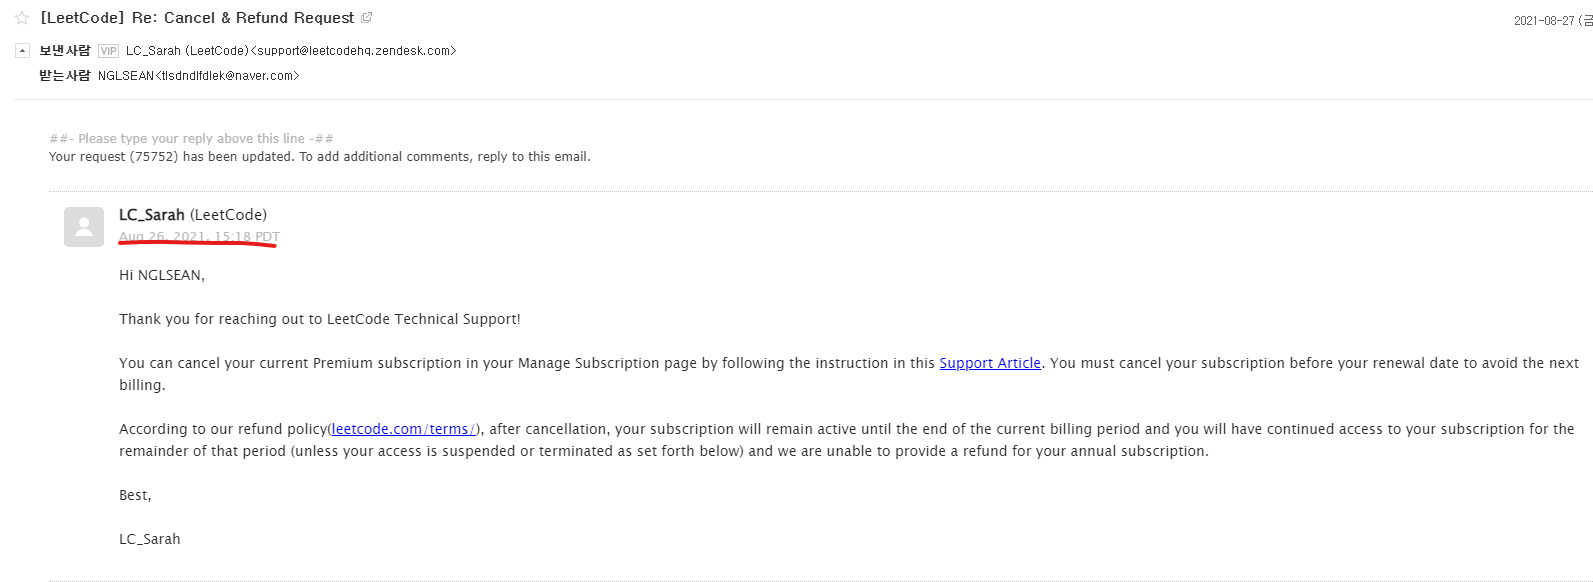 [LeetCode] Re: Cancel & Refund Request
2021-08-27 (금
보낸사람 VIP LC_Sarah (LeetCode)<support@leetcodehq.zendesk.com>
받는사람 NGLSEAN<tlsdndlfdlek@naver.com>
##- Please type your reply above this line -##
Your request (75752) has been updated. To add additional comments, reply to this email.
LC_Sarah (LeetCode)
Aug 26, 2021, 15:18 PDT
Hi NGLSEAN,
Thank you for reaching out to LeetCode Technical Support!
You can cancel your current Premium subscription in your Manage Subscription page by following the instruction in this Support Article. You must cancel your subscription before your renewal date to avoid the next
billing.
According to our refund policy(leetcode.com/terms/), after cancellation, your subscription will remain active until the end of the current billing period and you will have continued access to your subscription for the
remainder of that period (unless your access is suspended or terminated as set forth below) and we are unable to provide a refund for your annual subscription.
Best,
LC_Sarah